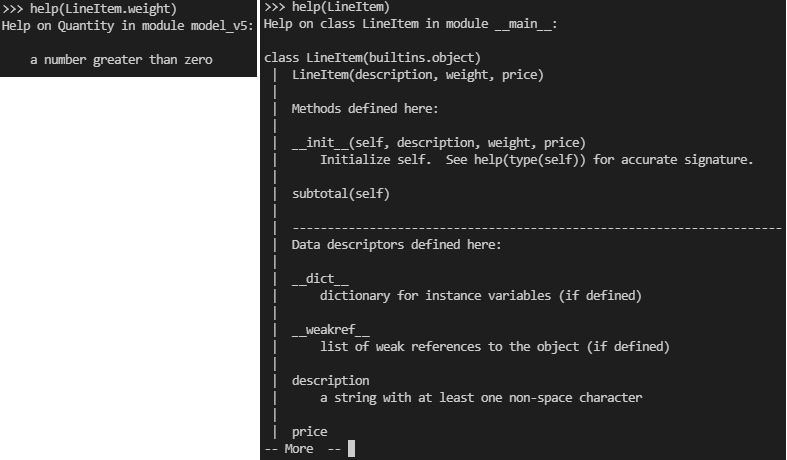 >>> help(LineItem.weight)
Help on Quantity in module model_v5:
a number greater than zero
>>> help(LineItem)
Help on class LineItem in module __main__:
class LineItem(builtins.object)
 |  LineItem(description, weight, price)
 |
 |  Methods defined here:
 |
 |  __init__(self, description, weight, price)
 |      Initialize self.  See help(type(self)) for accurate signature.
 |
 |  subtotal(self)
 |
 |  ----------------------------------------------------------------------
 |  Data descriptors defined here:
 |
 |  __dict__
 |      dictionary for instance variables (if defined)
 |
 |  __weakref__
 |      list of weak references to the object (if defined)
 |
 |  description
 |      a string with at least one non-space character
 |
 |  price
-- More  --